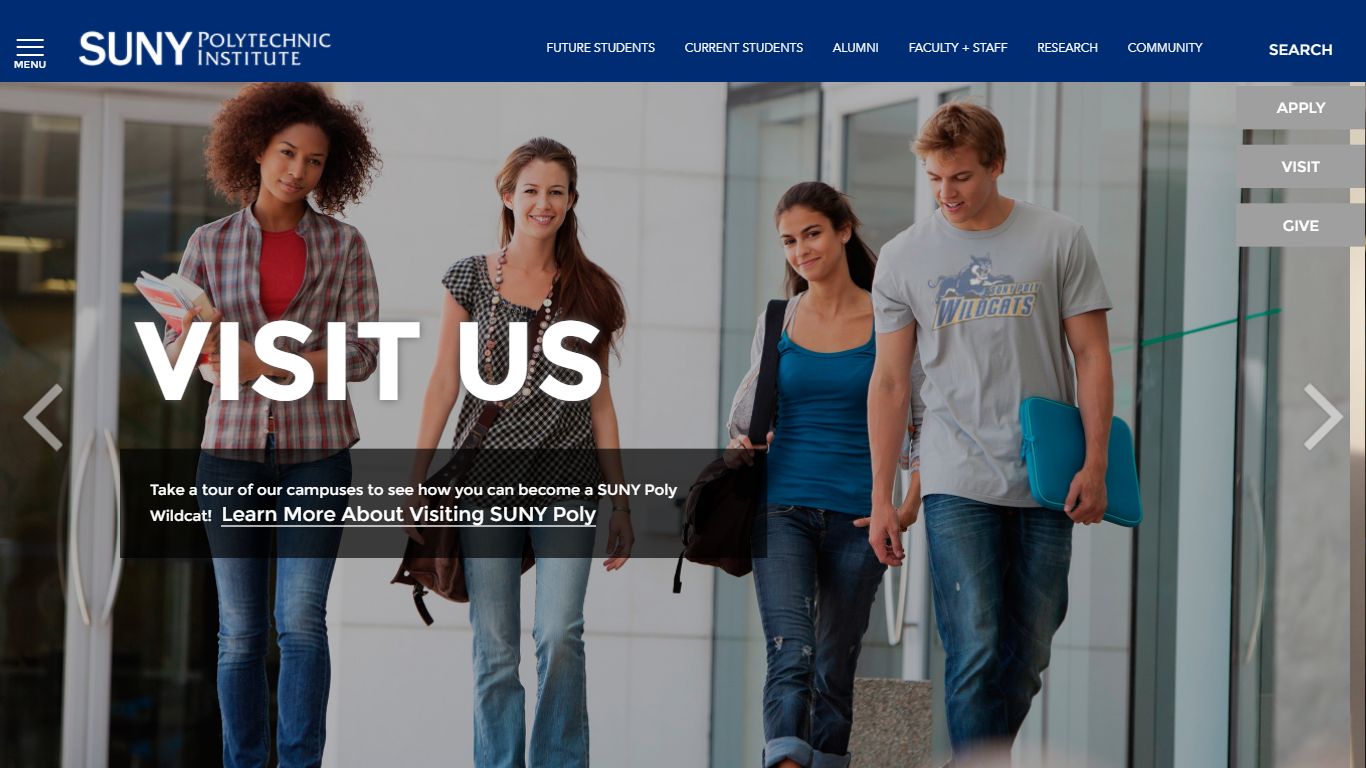 MENU
SUNY POLYTECHNIC
INSTITUTE
FUTURE STUDENTS
CURRENT STUDENTS
ALUMNI
FACULTY + STAFF
RESEARCH
COMMUNITY
SEARCH
APPLY
VISIT
GIVE
SUNY POLY
WILDCATS
VISIT US
Take a tour of our campuses to see how you can become a SUNY Poly
Wildcat! Learn More About Visiting SUNY Poly